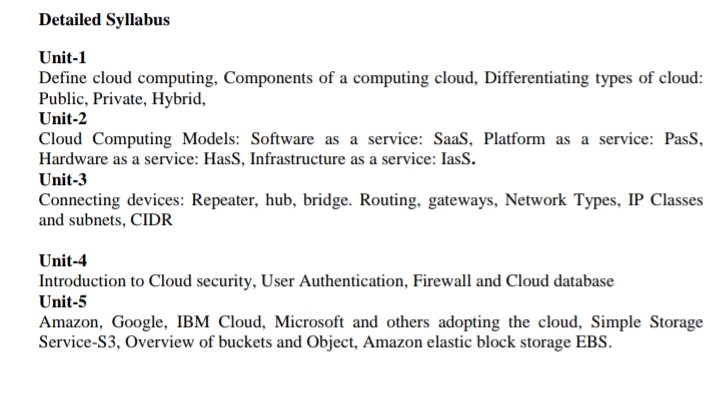 Detailed Syllabus
Unit-1
Define cloud computing, Components of a computing cloud, Differentiating types of cloud:
Public, Private, Hybrid,
Unit-2
Cloud Computing Models: Software as a service: SaaS, Platform as a service: PasS,
Hardware as a service: HasS, Infrastructure as a service: IasS.
Unit-3
Connecting devices: Repeater, hub, bridge. Routing, gateways, Network Types, IP Classes
and subnets, CIDR
Unit-4
Introduction to Cloud security, User Authentication, Firewall and Cloud database
Unit-5
Amazon, Google, IBM Cloud, Microsoft and others adopting the cloud, Simple Storage
Service-S3, Overview of buckets and Object, Amazon elastic block storage EBS.